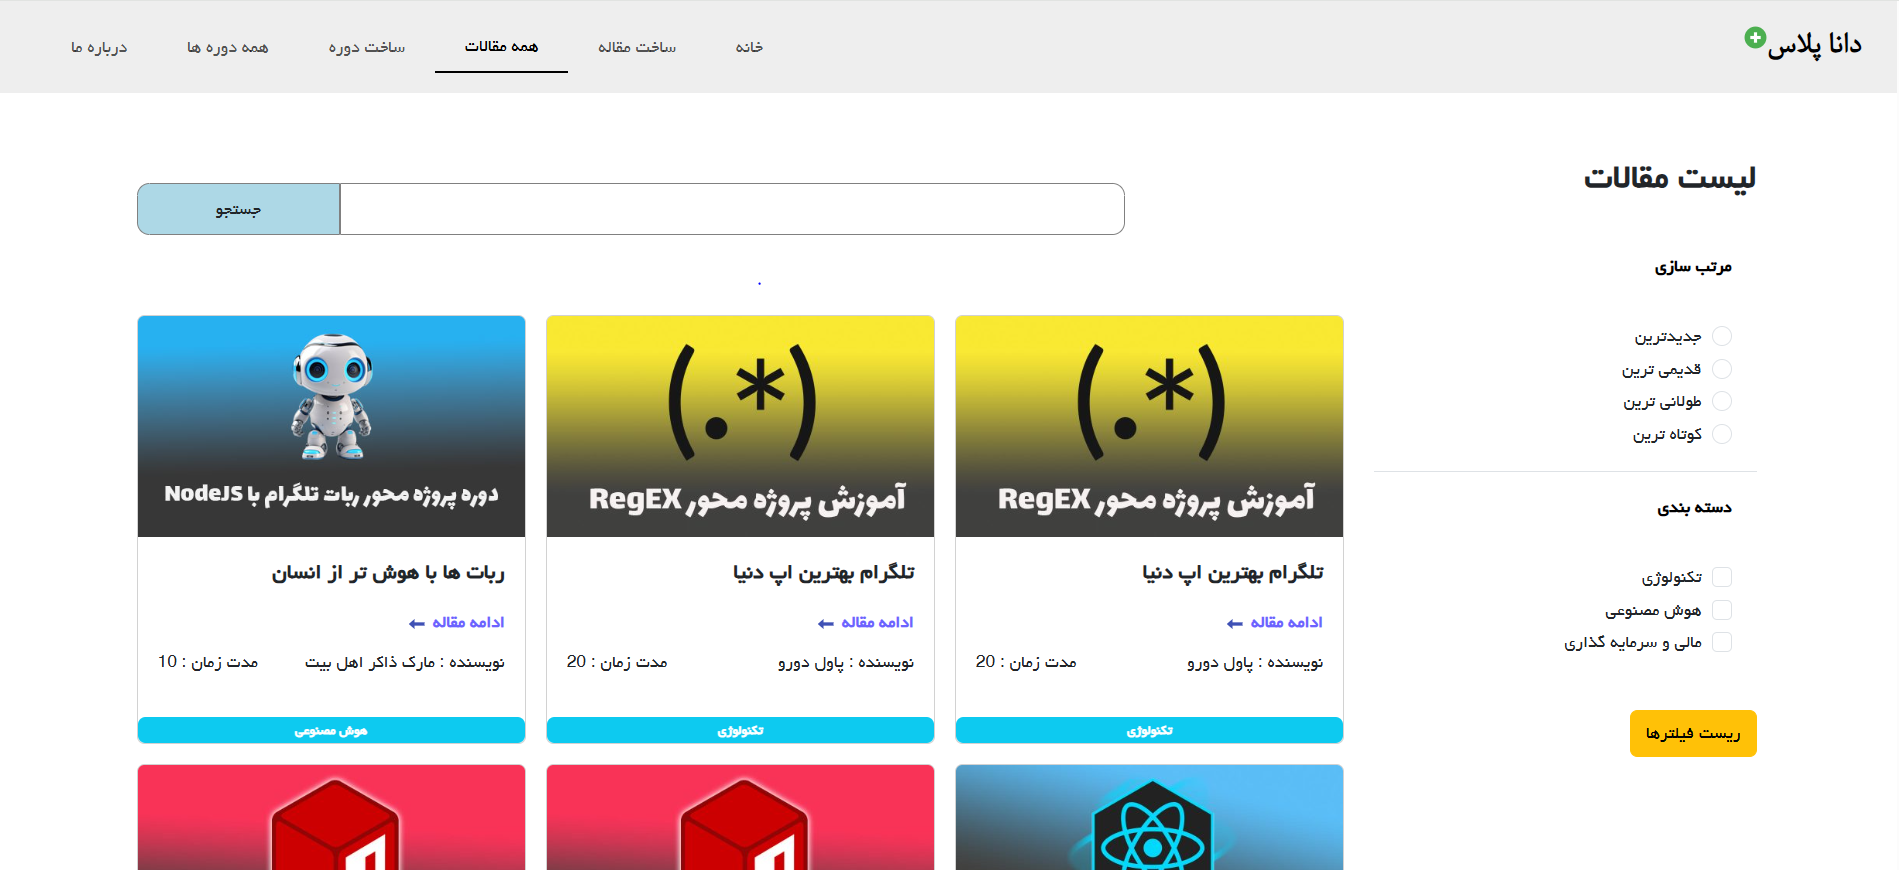 دانا پلاس
خانه
ساخت مقاله
همه مقالات
ساخت دوره
همه دوره ها
درباره ما
لیست مقالات
جستجو
مرتب سازی
جدیدترین
قدیمی ترین
طولانی ترین
کوتاه ترین
دسته بندی
تکنولوژی
هوش مصنوعی
مالی و سرمایه گذاری
ریست فیلترها
.
(.*)
آموزش پروژه محور RegEX
تلگرام بهترین اپ دنیا
ادامه مقاله
نویسنده : پاول دورو
مدت زمان : 20
تکنولوژی
(.*)
آموزش پروژه محور RegEX
تلگرام بهترین اپ دنیا
ادامه مقاله
نویسنده : پاول دورو
مدت زمان : 20
تکنولوژی
دوره پروژه محور ربات تلگرام با NodeJS
ربات ها با هوش تر از انسان
ادامه مقاله
نویسنده : مارک ذاکر اهل بیت
مدت زمان : 10
هوش مصنوعی